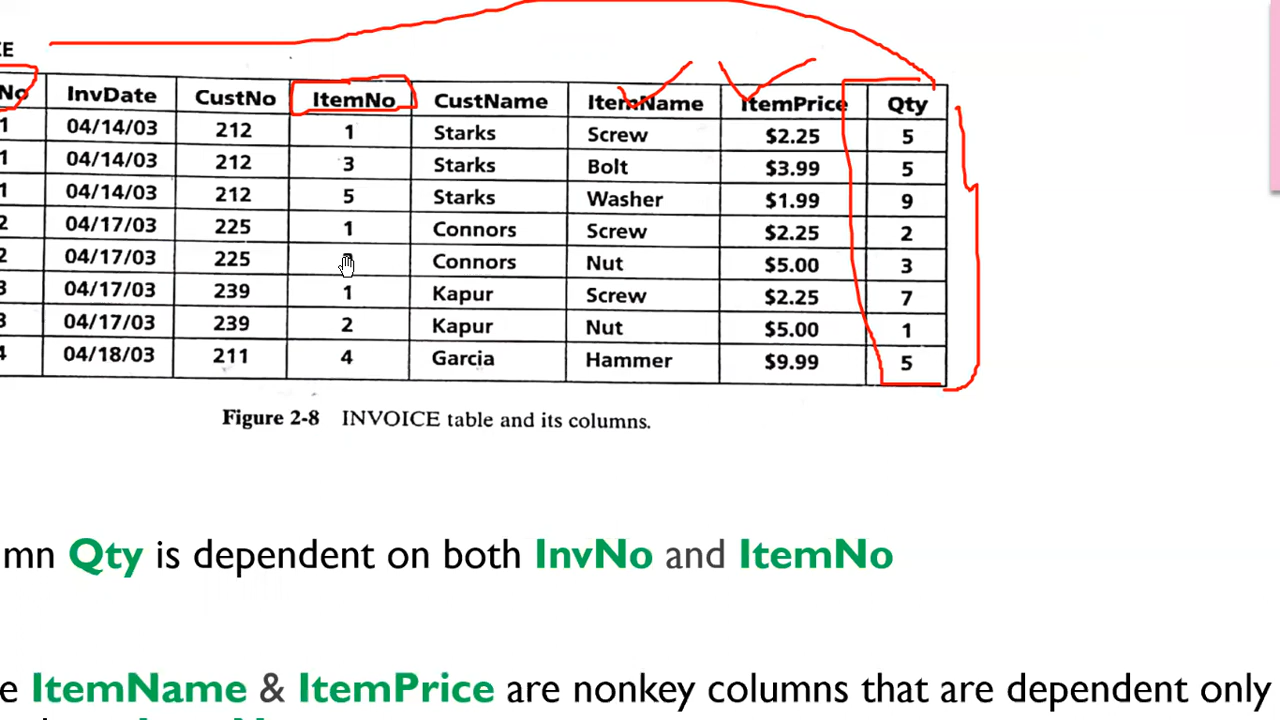 CE
No InvDate CustNo ItemNo CustName ItemName ItemPrice Qty
1 04/14/03 212 1 Starks Screw $2.25 5
1 04/14/03 212 3 Starks Bolt $3.99 5
1 04/14/03 212 5 Starks Washer $1.99 9
2 04/17/03 225 1 Connors Screw $2.25 2
2 04/17/03 225 Connors Nut $5.00 3
3 04/17/03 239 1 Kapur Screw $2.25 7
3 04/17/03 239 2 Kapur Nut $5.00 1
4 04/18/03 211 4 Garcia Hammer $9.99 5
Figure 2-8 INVOICE table and its columns.
mn Qty is dependent on both InvNo and ItemNo
e ItemName & ItemPrice are nonkey columns that are dependent only